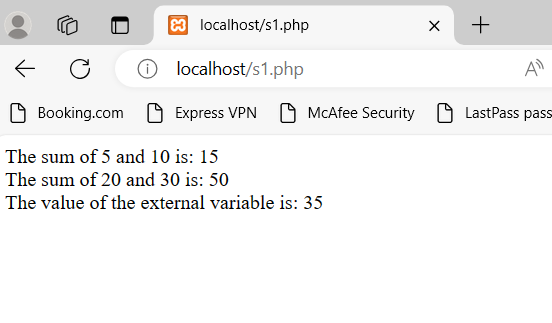 localhost/s1.php
localhost/s1.php
Booking.com Express VPN McAfee Security LastPass pass
The sum of 5 and 10 is: 15
The sum of 20 and 30 is: 50
The value of the external variable is: 35